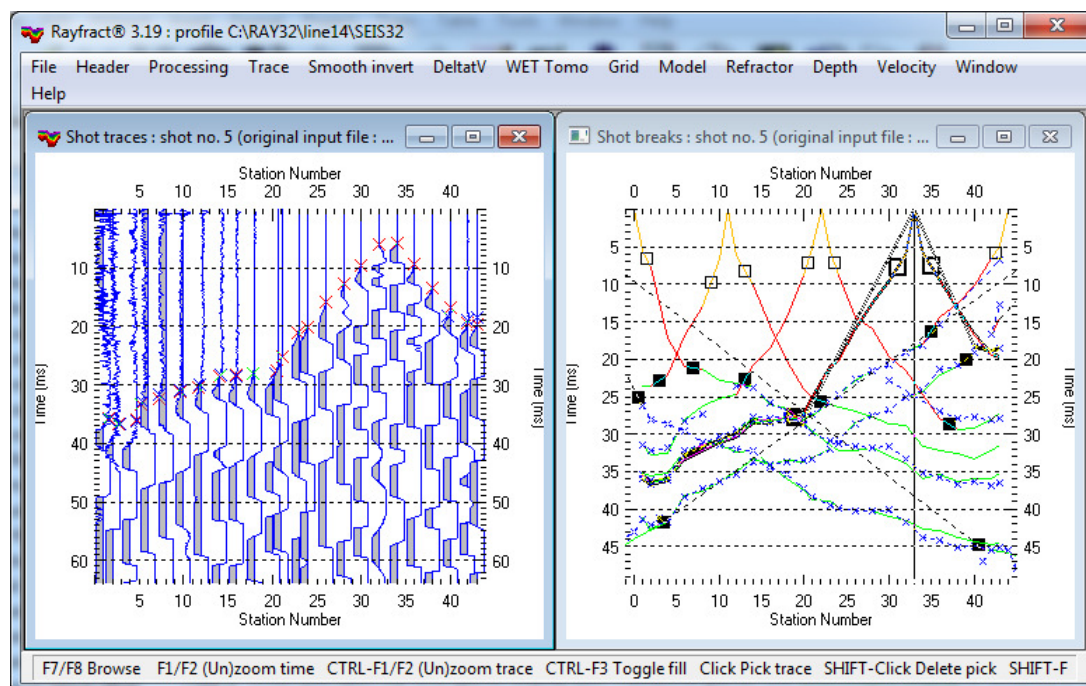 Rayfract® 3.19 : profile C:\RAY32\line14\SEIS32
File Header Processing Trace Smooth invert DeltatV WET Tomo Grid Model Refractor Depth Velocity Window
Help
Shot traces : shot no. 5 (original input file : ...
Station Number
5 10 15 20 25 30 35 40
10 10
20 20
30 30
Time (ms) Time (ms)
40 40
50 50
60 60
5 10 15 20 25 30 35 40
Station Number
Shot breaks : shot no. 5 (original input file : ...
Station Number
0 5 10 15 20 25 30 35 40
5 5
10 10
15 15
20 20
25 25
Time (ms) Time (ms)
30 30
35 35
40 40
45 45
0 5 10 15 20 25 30 35 40
Station Number
F7/F8 Browse F1/F2 (Un)zoom time CTRL-F1/F2 (Un)zoom trace CTRL-F3 Toggle fill Click Pick trace SHIFT-Click Delete pick SHIFT-F